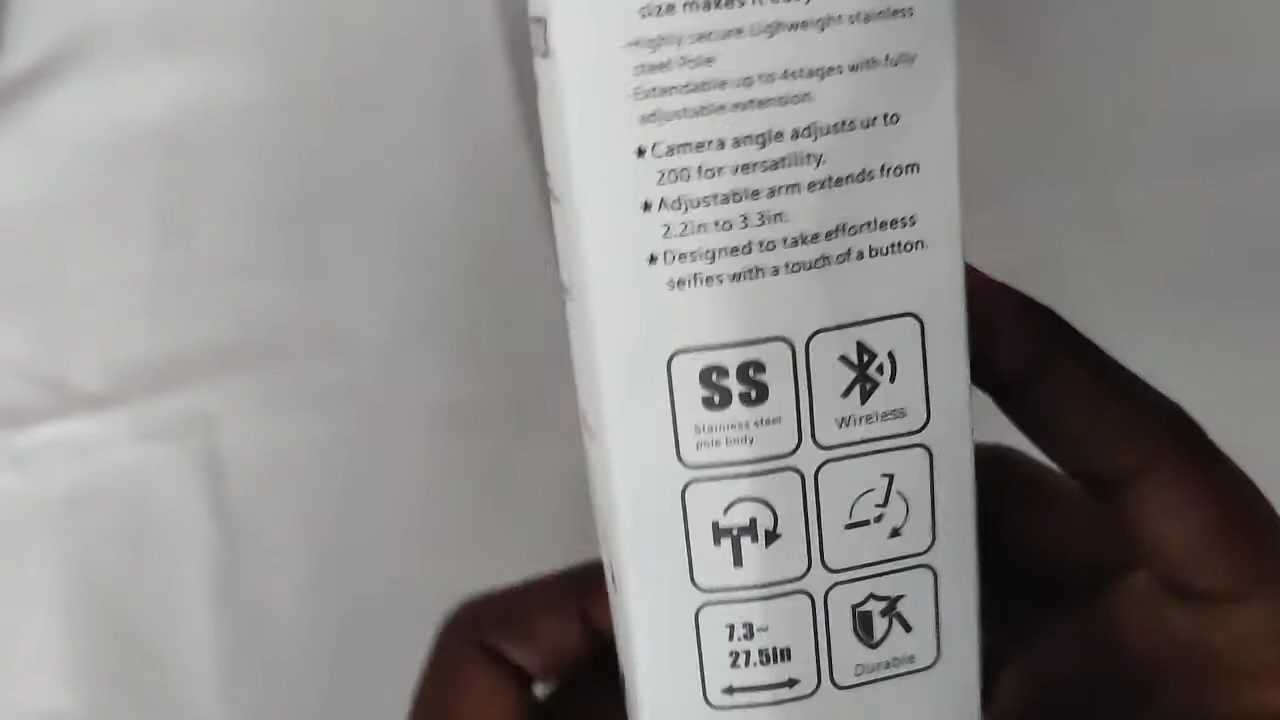 size makes it easy
Highly secure Lighweight stainless
steel Pole
Extendable up to 4stages with fully
adjustable extension.
★Camera angle adjusts ur to
200 for versatility.
★Adjustable arm extends from
2.2in to 3.3in.
★Designed to take effortleess
seifies with a touch of a button.
SS
Stainless steel
pole body
Wireless
7.3~
27.5in
Durable